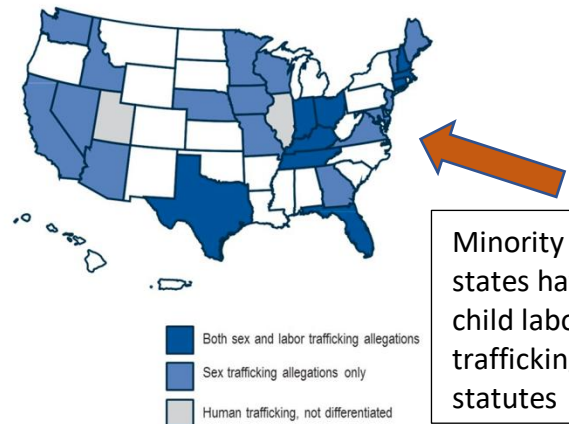 Both sex and labor trafficking allegations
Sex trafficking allegations only
Human trafficking, not differentiated
Minority
states ha
child labo
trafficking
statutes